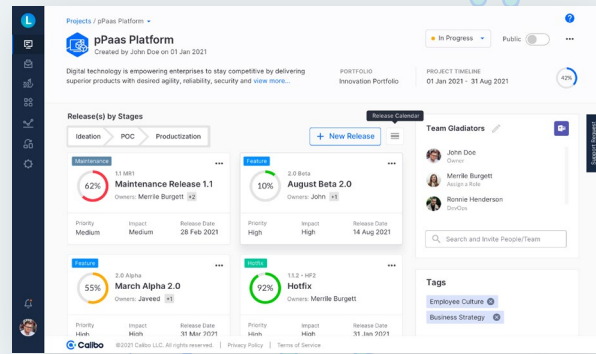 L
Projects / pPaas Platform
?
pPaas Platform
Created by John Doe on 01 Jan 2021
In Progress
Public
Digital technology is empowering enterprises to stay competitive by delivering
superior products with desired agility, reliability, security and view more...
PORTFOLIO
Innovation Portfolio
PROJECT TIMELINE
01 Jan 2021 - 31 Aug 2021
42%
Release(s) by Stages
Release Calendar
Ideation
POC
Productization
+ New Release
Maintenance
62%
1.1 MR1
Maintenance Release 1.1
Owners: Merrile Burgett +2
Priority
Medium
Impact
Medium
Release Date
28 Feb 2021
Feature
10%
2.0 Beta
August Beta 2.0
Owners: John +1
Priority
High
Impact
High
Release Date
14 Aug 2021
Feature
55%
2.0 Alpha
March Alpha 2.0
Owners: Javeed +1
Priority
High
Impact
High
Release Date
31 Mar 2021
Hotfix
92%
1.1.2 - HF2
Hotfix
Owners: Merrile Burgett
Priority
High
Impact
High
Release Date
31 Jan 2021
Team Gladiators
John Doe
Owner
Merrile Burgett
Assign a Role
Ronnie Henderson
DevOps
Search and Invite People/Team
Tags
Employee Culture
Business Strategy
Support Request
Calibo
©2021 Calibo LLC. All rights reserved. | Privacy Policy | Terms of Service